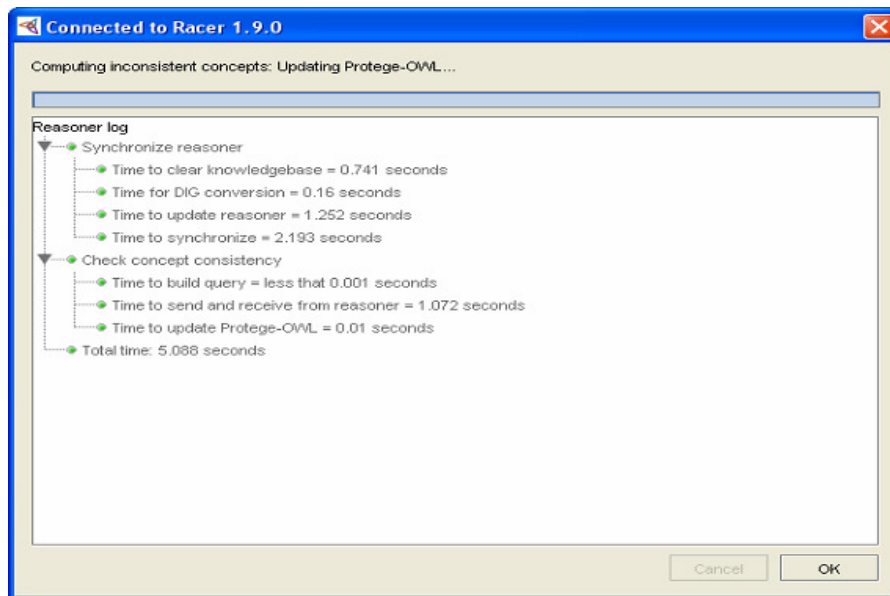 Connected to Racer 1.9.0
Computing inconsistent concepts: Updating Protege-OWL...
Reasoner log
Synchronize reasoner
Time to clear knowledgebase = 0.741 seconds
Time for DIG conversion = 0.16 seconds
Time to update reasoner = 1.252 seconds
Time to synchronize = 2.193 seconds
Check concept consistency
Time to build query = less that 0.001 seconds
Time to send and receive from reasoner = 1.072 seconds
Time to update Protege-OWL = 0.01 seconds
Total time: 5.088 seconds
Cancel OK